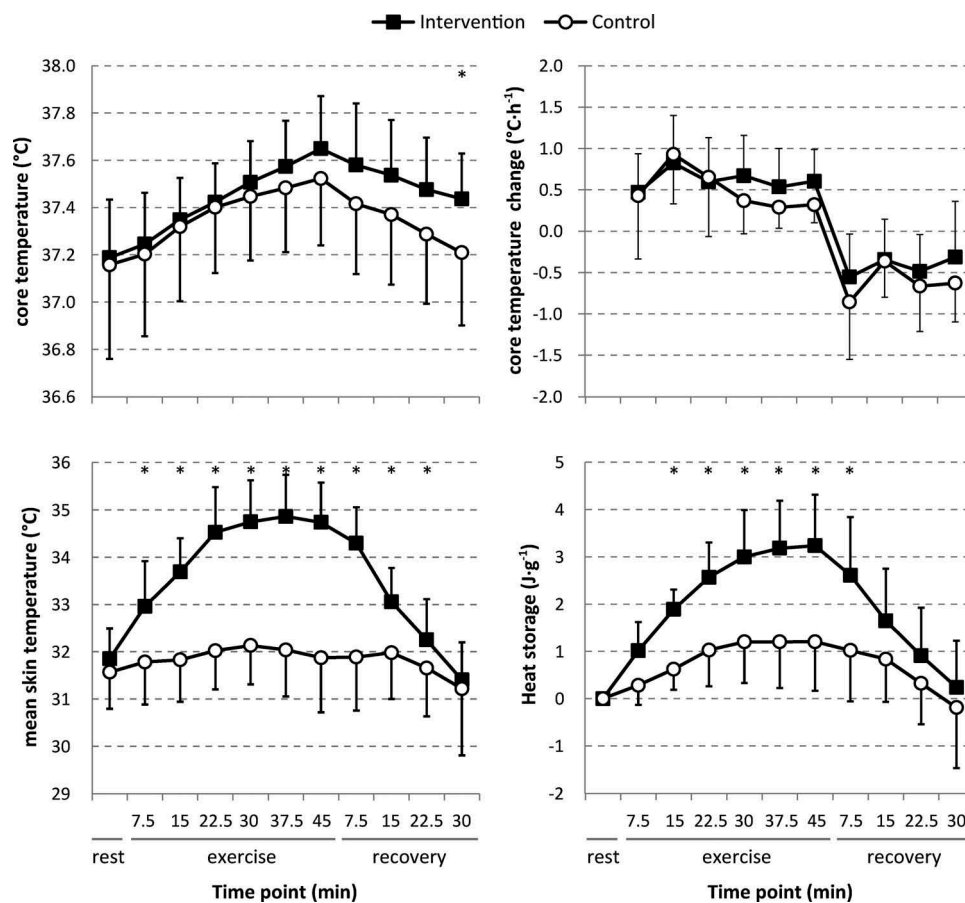 Intervention Control
core temperature (°C)
38.0
37.8
37.6
37.4
37.2
37.0
36.8
36.6
*
core temperature change (°C·h⁻¹)
2.0
1.5
1.0
0.5
0.0
-0.5
-1.0
-1.5
-2.0
mean skin temperature (°C)
36
35
34
33
32
31
30
29
* * * * * * * * *
7.5 15 22.5 30 37.5 45 7.5 15 22.5 30
rest exercise recovery
Time point (min)
Heat storage (J·g⁻¹)
5
4
3
2
1
0
-1
-2
* * * * * *
7.5 15 22.5 30 37.5 45 7.5 15 22.5 30
rest exercise recovery
Time point (min)